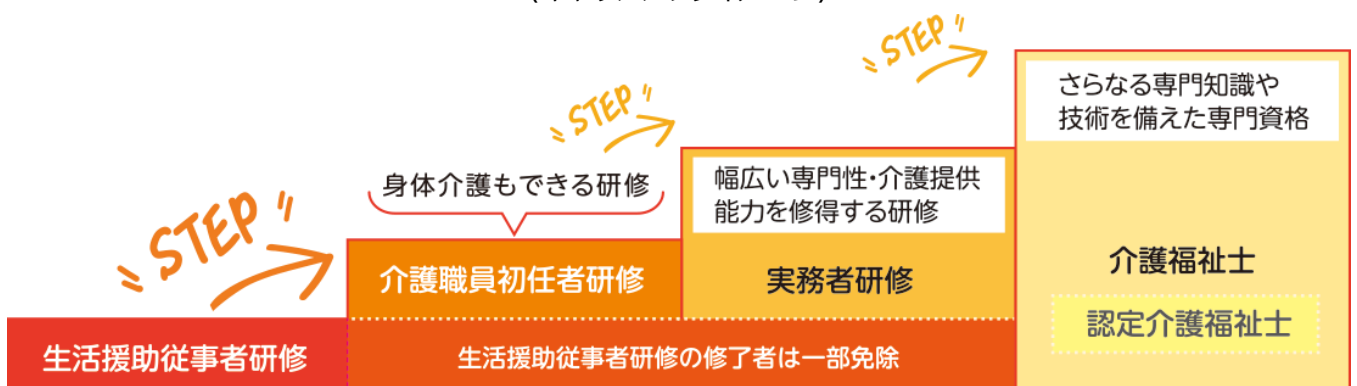 STEP
STEP
STEP
さらなる専門知識や
技術を備えた専門資格
身体介護もできる研修
幅広い専門性・介護提供
能力を修得する研修
介護職員初任者研修
実務者研修
介護福祉士
認定介護福祉士
生活援助従事者研修
生活援助従事者研修の修了者は一部免除